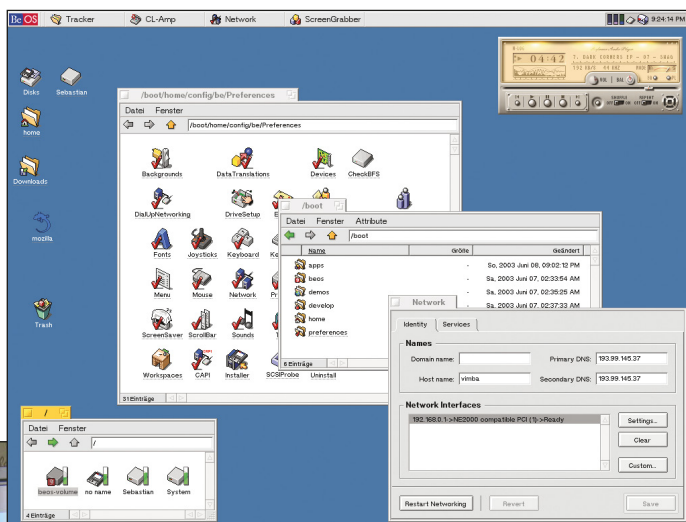 BeOS Tracker CL-Amp Network ScreenGrabber 9:24:14 PM
04:42 7. DARK
Disks Sebastian
home
Downloads
mozilla
Trash
/boot/home/config/be/Preferences
Datei Fenster
/boot/home/config/be/Preferences
Backgrounds DataTranslations Devices CheckBFS
DialUpNetworking DriveSetup
Fonts Joysticks Keyboard
Menu Mouse Network
ScreenSaver ScrollBar Sounds
Workspaces CAPI Installer SCSIProbe Uninstall
31 Einträge
/boot
Datei Fenster Attribute
/boot
Name Größe Geändert
apps - So, 2003 Juni 08, 09:02:12 PM
beos - Sa, 2003 Juni 07, 02:33:54 AM
demos - Sa, 2003 Juni 07, 02:35:25 AM
develop - Sa, 2003 Juni 07, 02:37:33 AM
home
preferences
6 Einträge
Network
Identity Services
Names
Domain name: Primary DNS: 193.99.145.37
Host name: vimba Secondary DNS: 193.99.145.37
Network Interfaces
192.168.0.1->NE2000 compatible PCI (1)->Ready
Settings...
Clear
Custom...
Restart Networking Revert Save
/
Datei Fenster
/
beos-volume no name Sebastian System
4 Einträge